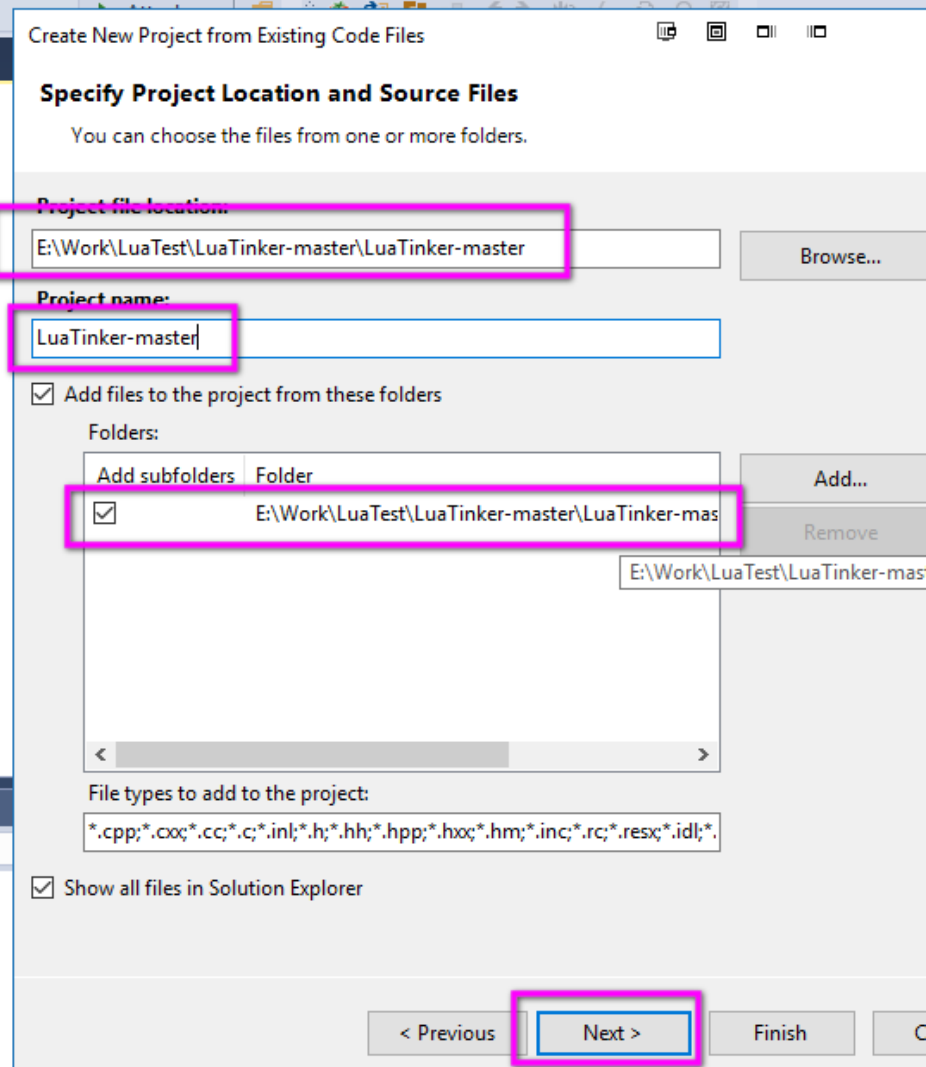 Create New Project from Existing Code Files
Specify Project Location and Source Files
You can choose the files from one or more folders.
Project file location:
E:\Work\LuaTest\LuaTinker-master\LuaTinker-master
Browse...
Project name:
LuaTinker-master
Add files to the project from these folders
Folders:
Add subfolders Folder
Add...
E:\Work\LuaTest\LuaTinker-master\LuaTinker-mas
Remove
E:\Work\LuaTest\LuaTinker-mast
File types to add to the project:
*.cpp;*.cxx;*.cc;*.c;*.inl;*.h;*.hh;*.hpp;*.hxx;*.hm;*.inc;*.rc;*.resx;*.idl;*.
Show all files in Solution Explorer
< Previous Next > Finish C